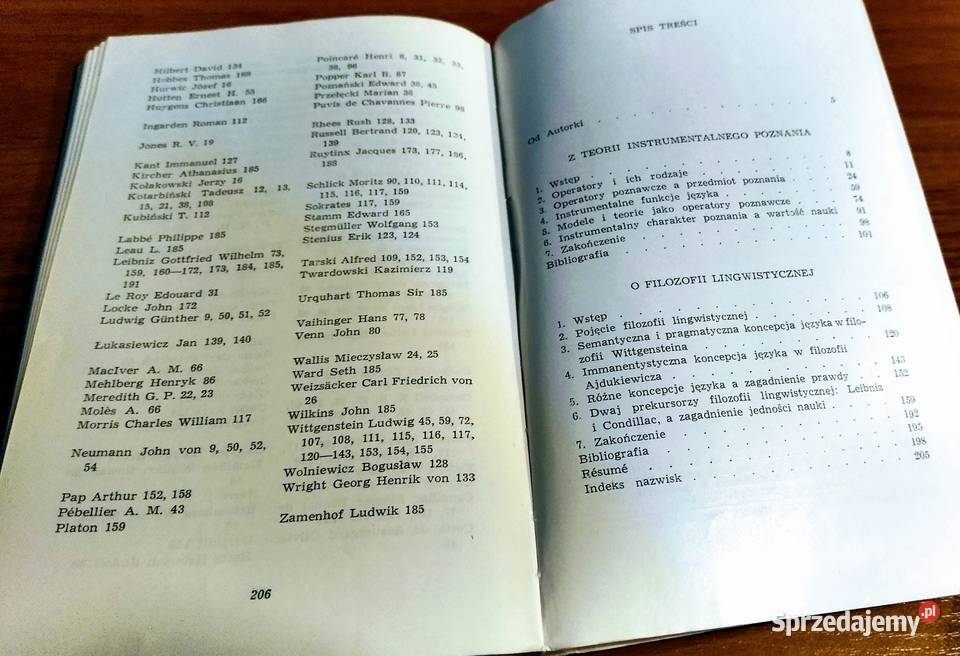 Hilbert David 134
Hobbes Thomas 169
Hurwic Józef 16
Hutten Ernest H. 53
Huygens Christiaan 166
Ingarden Roman 112
Jones R. V. 19
Kant Immanuel 127
Kircher Athanasius 185
Kołakowski Jerzy 16
Kotarbiński Tadeusz 12, 13,
15, 21, 38, 108
Kubiński T. 112
Labbé Philippe 185
Leau L. 185
Leibniz Gottfried Wilhelm 73,
159, 160—172, 173, 184, 185,
191
Le Roy Edouard 31
Locke John 172
Ludwig Günther 9, 50, 51, 52
Łukasiewicz Jan 139, 140
MacIver A. M. 66
Mehlberg Henryk 86
Meredith G. P. 22, 23
Molès A. 66
Morris Charles William 117
Neumann John von 9, 50, 52,
54
Pap Arthur 152, 158
Pébellier A. M. 43
Platon 159
Poincaré Henri 8, 31, 32, 33,
38, 86
Popper Karl R. 87
Poznański Edward 38, 45
Przełęcki Marian 38
Puvis de Chavannes Pierre 98
Rhees Rush 128, 133
Russell Bertrand 120, 123, 124,
139
Ruytinx Jacques 173, 177, 186,
188
Schlick Moritz 90, 110, 111, 114,
115, 116, 117, 159
Sokrates 117, 159
Stamm Edward 165
Stegmüller Wolfgang 153
Stenius Erik 123, 124
Tarski Alfred 109, 152, 153, 154
Twardowski Kazimierz 119
Urquhart Thomas Sir 185
Vaihinger Hans 77, 78
Venn John 80
Wallis Mieczysław 24, 25
Ward Seth 185
Weizsäcker Carl Friedrich von
26
Wilkins John 185
Wittgenstein Ludwig 45, 59, 72,
107, 108, 111, 115, 116, 117,
120—143, 153, 154, 155
Wolniewicz Bogusław 128
Wright Georg Henrik von 133
Zamenhof Ludwik 185
206
SPIS TREŚCI
Od Autorki . . . . . . . . . . 5
Z TEORII INSTRUMENTALNEGO POZNANIA
1. Wstęp . . . . . . . . . . 8
2. Operatory i ich rodzaje . . . . . . 11
3. Operatory poznawcze a przedmiot poznania . . 24
4. Instrumentalne funkcje języka . . . . . 59
5. Modele i teorie jako operatory poznawcze . . 74
6. Instrumentalny charakter poznania a wartość nauki 91
7. Zakończenie . . . . . . . . . 98
Bibliografia . . . . . . . . . . 101
O FILOZOFII LINGWISTYCZNEJ
1. Wstęp . . . . . . . . . . 106
2. Pojęcie filozofii lingwistycznej . . . . . 108
3. Semantyczna i pragmatyczna koncepcja języka w filo-
zofii Wittgensteina . . . . . . . . 120
4. Immanentystyczna koncepcja języka w filozofii
Ajdukiewicza . . . . . . . . . 143
5. Różne koncepcje języka a zagadnienie prawdy . . 152
6. Dwaj prekursorzy filozofii lingwistycznej: Leibniz
i Condillac, a zagadnienie jedności nauki . . . 159
7. Zakończenie . . . . . . . . . 192
Bibliografia . . . . . . . . . . 195
Résumé . . . . . . . . . . 198
Indeks nazwisk . . . . . . . . . 205
Sprzedajemy.pl